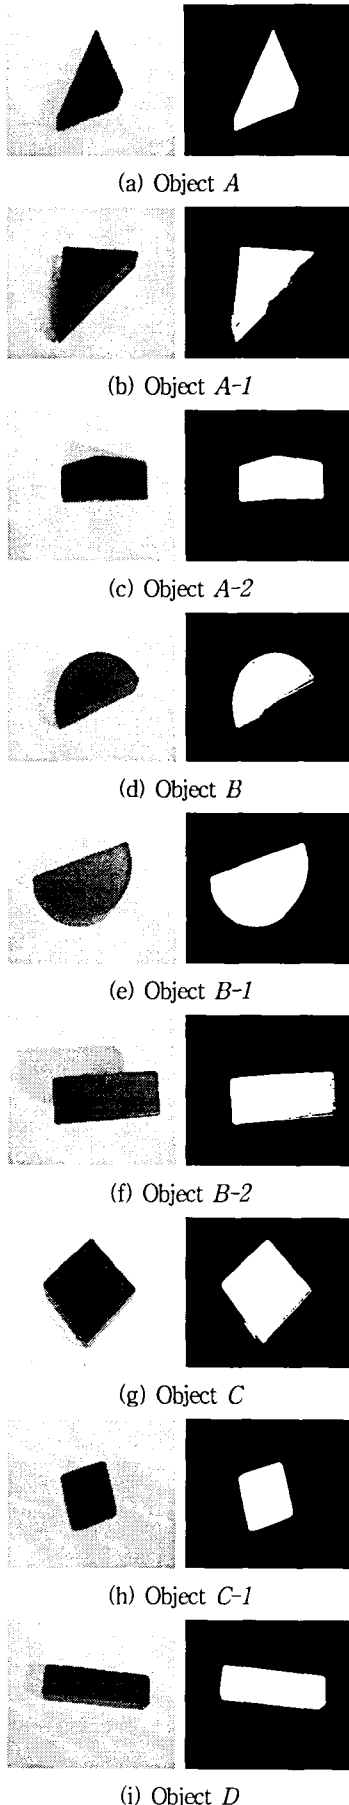 (a) Object A
(b) Object A-1
(c) Object A-2
(d) Object B
(e) Object B-1
(f) Object B-2
(g) Object C
(h) Object C-1
(i) Object D